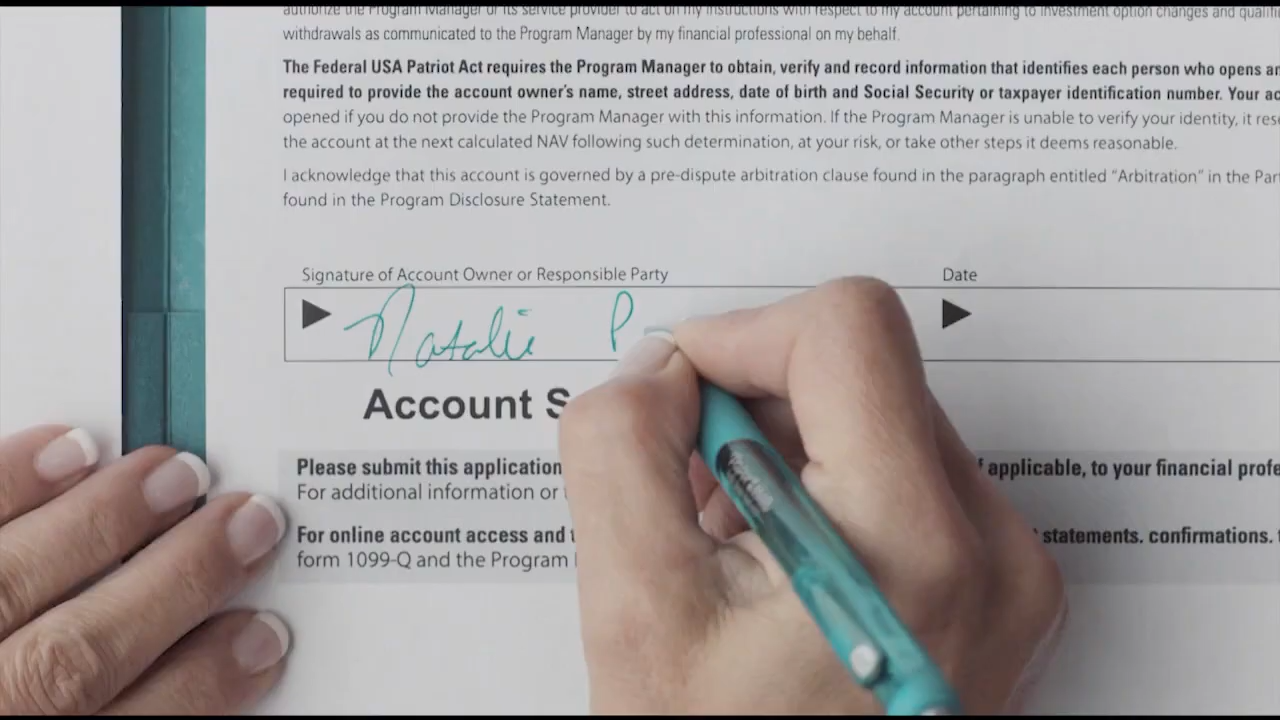 authorize the Program Manager or its service provider to act on my instructions with respect to my account pertaining to investment option changes and
withdrawals as communicated to the Program Manager by my financial professional on my behalf.
The Federal USA Patriot Act requires the Program Manager to obtain, verify and record information that identifies each person who opens
required to provide the account owner's name, street address, date of birth and Social Security or taxpayer identification number. Your
opened if you do not provide the Program Manager with this information. If the Program Manager is unable to verify your identity, it
the account at the next calculated NAV following such determination, at your risk, or take other steps it deems reasonable.
I acknowledge that this account is governed by a pre-dispute arbitration clause found in the paragraph entitled “Arbitration” in the
found in the Program Disclosure Statement.
Signature of Account Owner or Responsible Party Date
Natalie P
Account S
Please submit this application applicable, to your financial
For additional information or
For online account access and statements, confirmations,
form 1099-Q and the Program